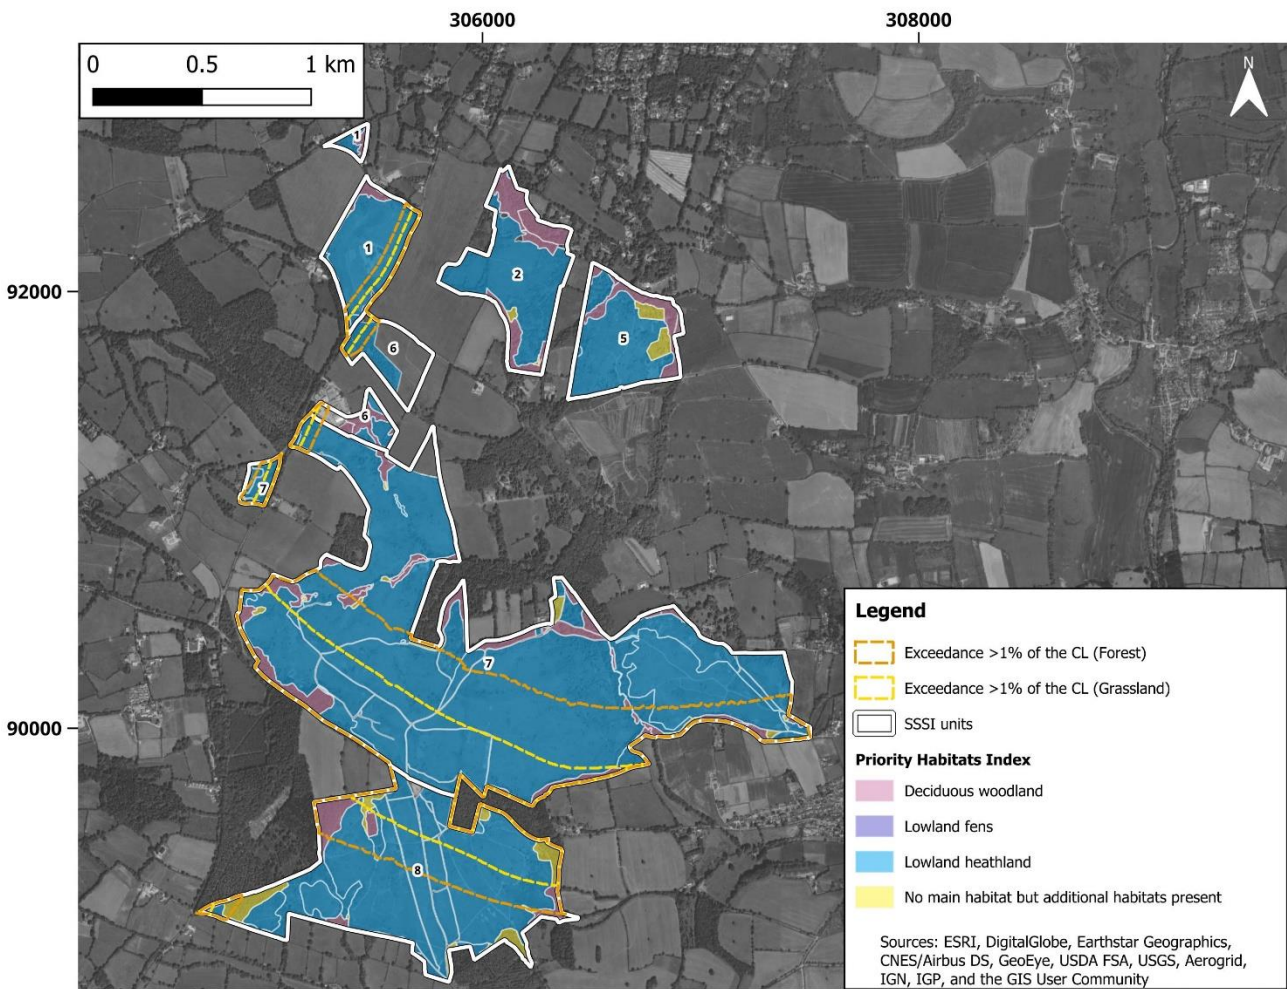 306000
308000
0 0.5 1 km
N
1
1
92000
2
5
6
6
7
7
90000
8
Legend
Exceedance >1% of the CL (Forest)
Exceedance >1% of the CL (Grassland)
SSSI units
Priority Habitats Index
Deciduous woodland
Lowland fens
Lowland heathland
No main habitat but additional habitats present
Sources: ESRI, DigitalGlobe, Earthstar Geographics,
CNES/Airbus DS, GeoEye, USDA FSA, USGS, Aerogrid,
IGN, IGP, and the GIS User Community